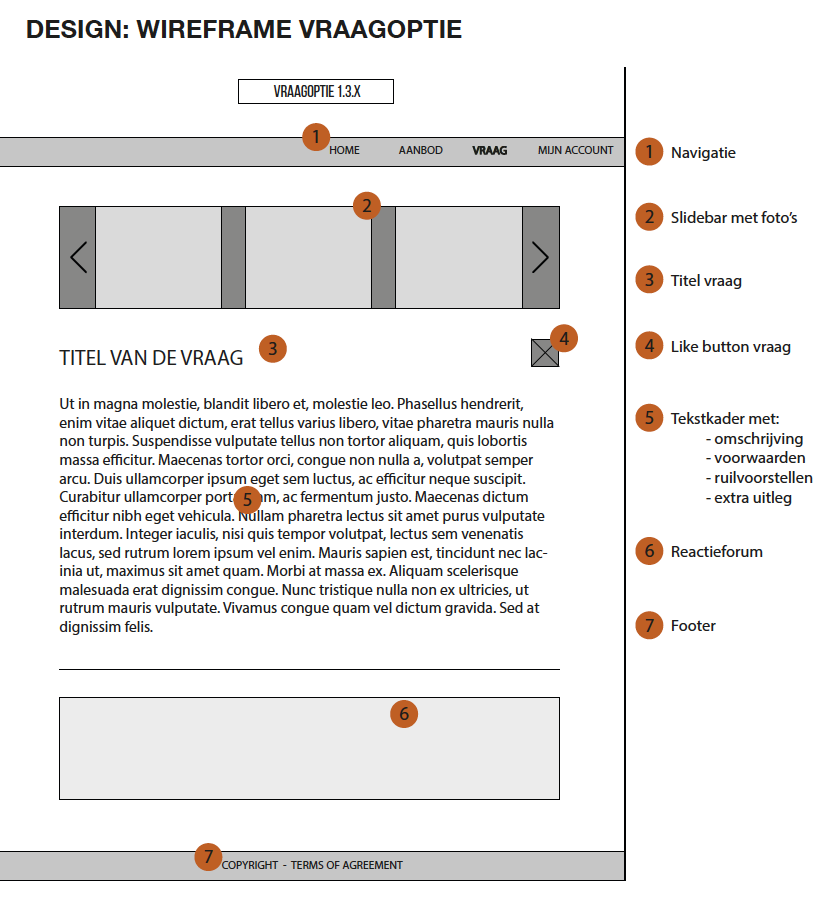 DESIGN: WIREFRAME VRAAGOPTIE
VRAAGOPTIE 1.3.X
1
HOME AANBOD VRAAG MIJN ACCOUNT
2
TITEL VAN DE VRAAG 3
4
Ut in magna molestie, blandit libero et, molestie leo. Phasellus hendrerit,
enim vitae aliquet dictum, erat tellus varius libero, vitae pharetra mauris nulla
non turpis. Suspendisse vulputate tellus non tortor aliquam, quis lobortis
massa efficitur. Maecenas tortor orci, congue non nulla a, volutpat semper
arcu. Duis ullamcorper ipsum eget sem luctus, ac efficitur neque suscipit.
Curabitur ullamcorper port 5 m, ac fermentum justo. Maecenas dictum
efficitur nibh eget vehicula. Nullam pharetra lectus sit amet purus vulputate
interdum. Integer iaculis, nisi quis tempor volutpat, lectus sem venenatis
lacus, sed rutrum lorem ipsum vel enim. Mauris sapien est, tincidunt nec lac-
inia ut, maximus sit amet quam. Morbi at massa ex. Aliquam scelerisque
malesuada erat dignissim congue. Nunc tristique nulla non ex ultricies, ut
rutrum mauris vulputate. Vivamus congue quam vel dictum gravida. Sed at
dignissim felis.
6
7
COPYRIGHT - TERMS OF AGREEMENT
1 Navigatie
2 Slidebar met foto's
3 Titel vraag
4 Like button vraag
5 Tekstkader met:
- omschrijving
- voorwaarden
- ruilvoorstellen
- extra uitleg
6 Reactieforum
7 Footer